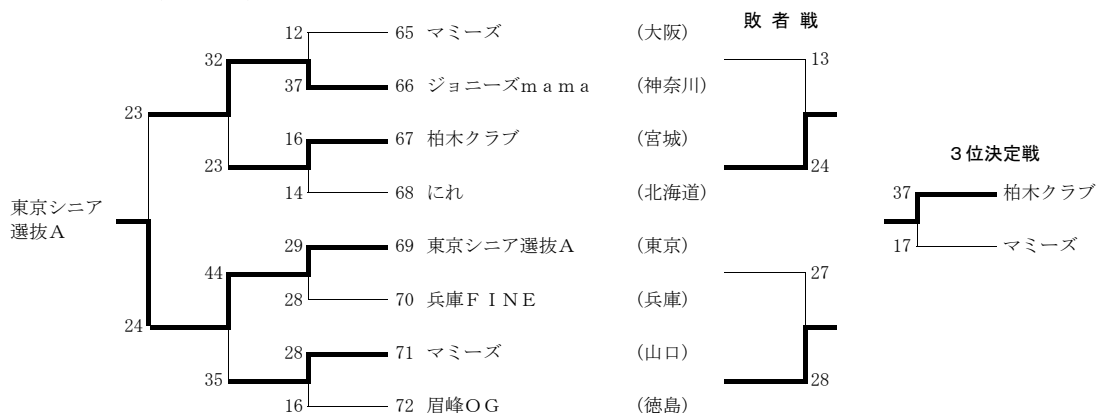 敗 者 戦
12 65 マミーズ （大阪） 13
32
37 66 ジョニーズｍａｍａ （神奈川）
23
16 67 柏木クラブ （宮城）
23 24
３位決定戦
14 68 にれ （北海道）
37 柏木クラブ
東京シニア
選抜Ａ
29 69 東京シニア選抜Ａ （東京）
17 マミーズ
44 27
28 70 兵庫ＦＩＮＥ （兵庫）
24
28 71 マミーズ （山口）
35 28
16 72 眉峰ＯＧ （徳島）